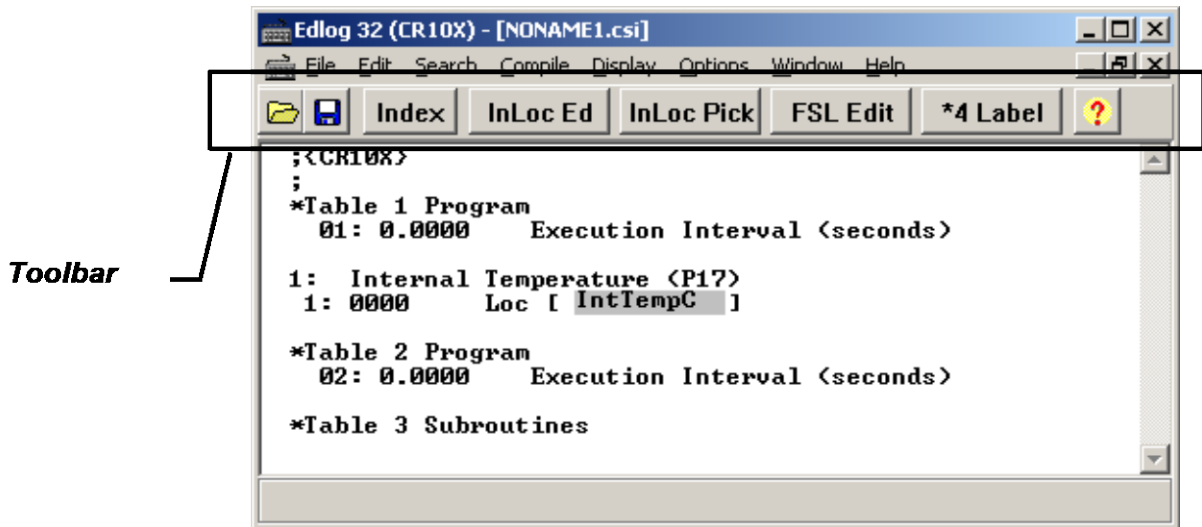 Edlog 32 (CR10X) - [NONAME1.csi]
File Edit Search Compile Display Options Window Help
Index InLoc Ed InLoc Pick FSL Edit *4 Label ?
;{CR10X}
;
*Table 1 Program
01: 0.0000 Execution Interval (seconds)
1: Internal Temperature (P17)
1: 0000 Loc [ IntTempC ]
*Table 2 Program
02: 0.0000 Execution Interval (seconds)
*Table 3 Subroutines
Toolbar